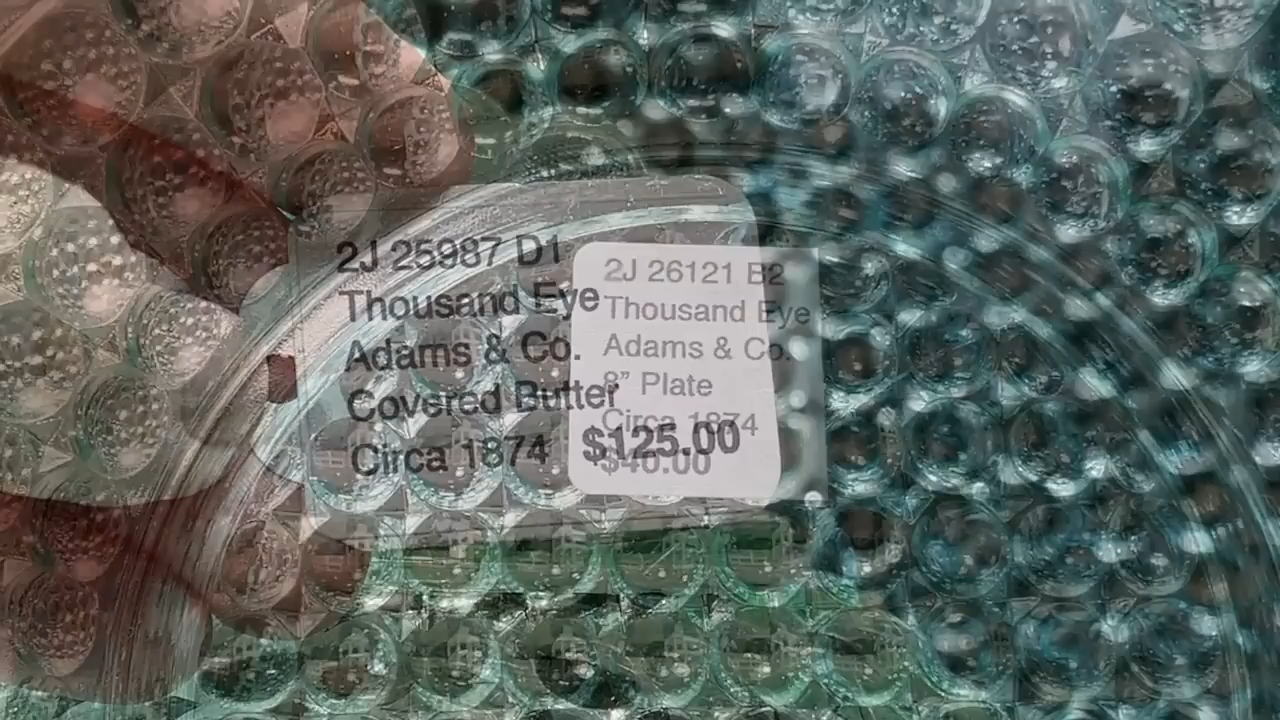 2J 25987 D1
Thousand Eye
Adams & Co.
Covered Butter
Circa 1874
$125.00
2J 26121 B2
Thousand Eye
Adams & Co.
8” Plate
Circa 1874
$40.00